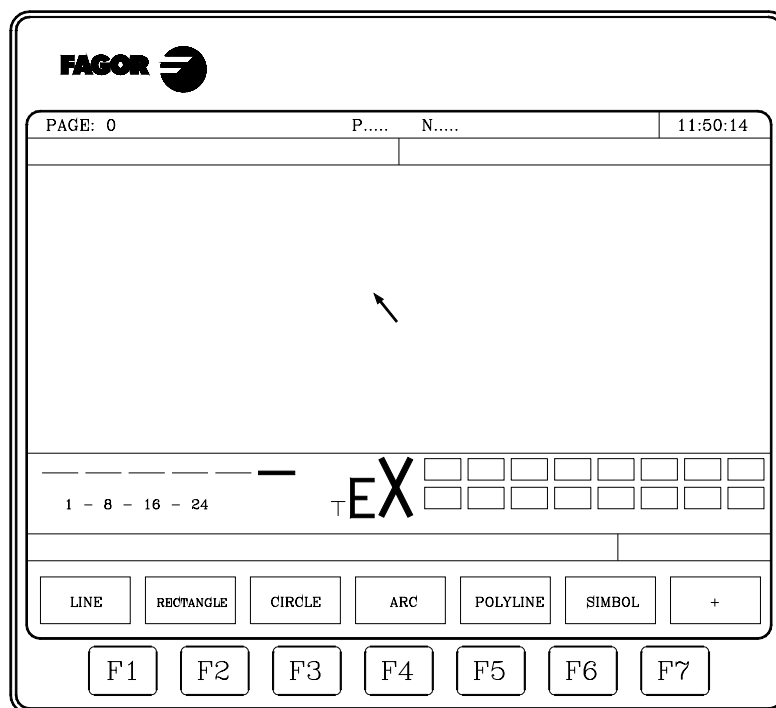 FAGOR
PAGE: 0 P..... N..... 11:50:14
1 - 8 - 16 - 24
TEX
LINE RECTANGLE CIRCLE ARC POLYLINE SIMBOL +
F1 F2 F3 F4 F5 F6 F7